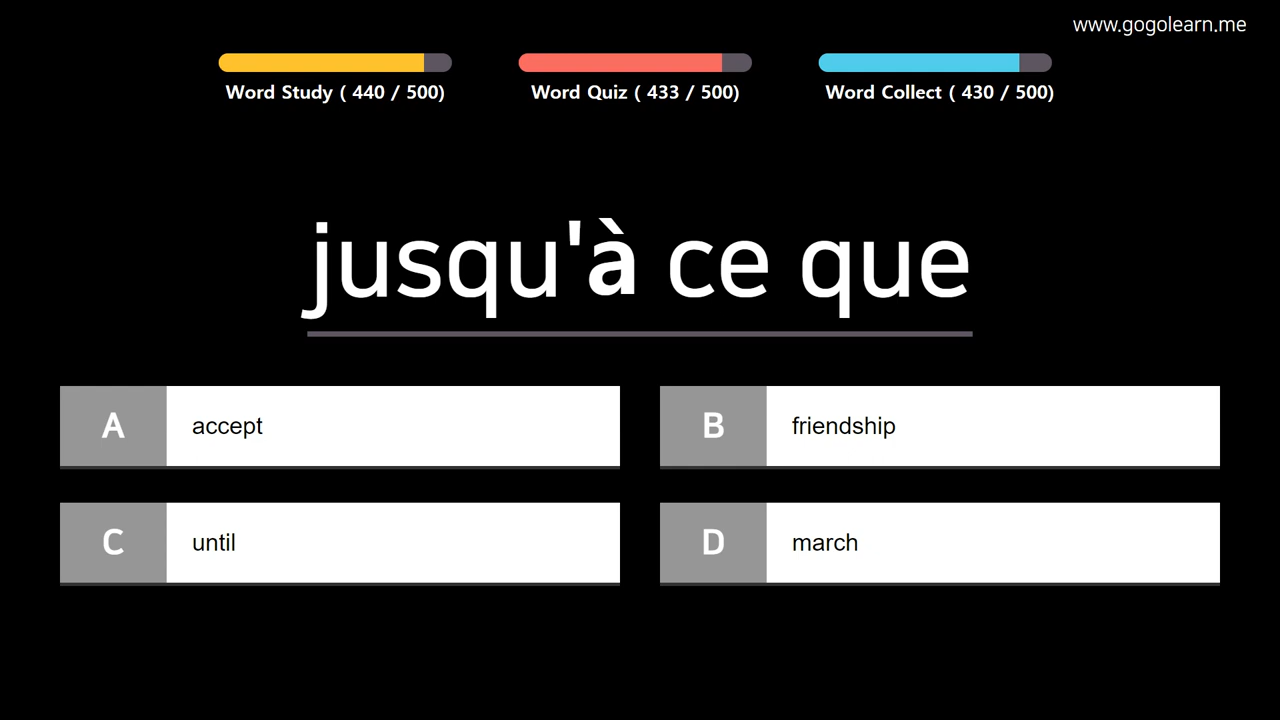 www.gogolearn.me
Word Study ( 440 / 500)
Word Quiz ( 433 / 500)
Word Collect ( 430 / 500)
jusqu'à ce que
A accept
B friendship
C until
D march